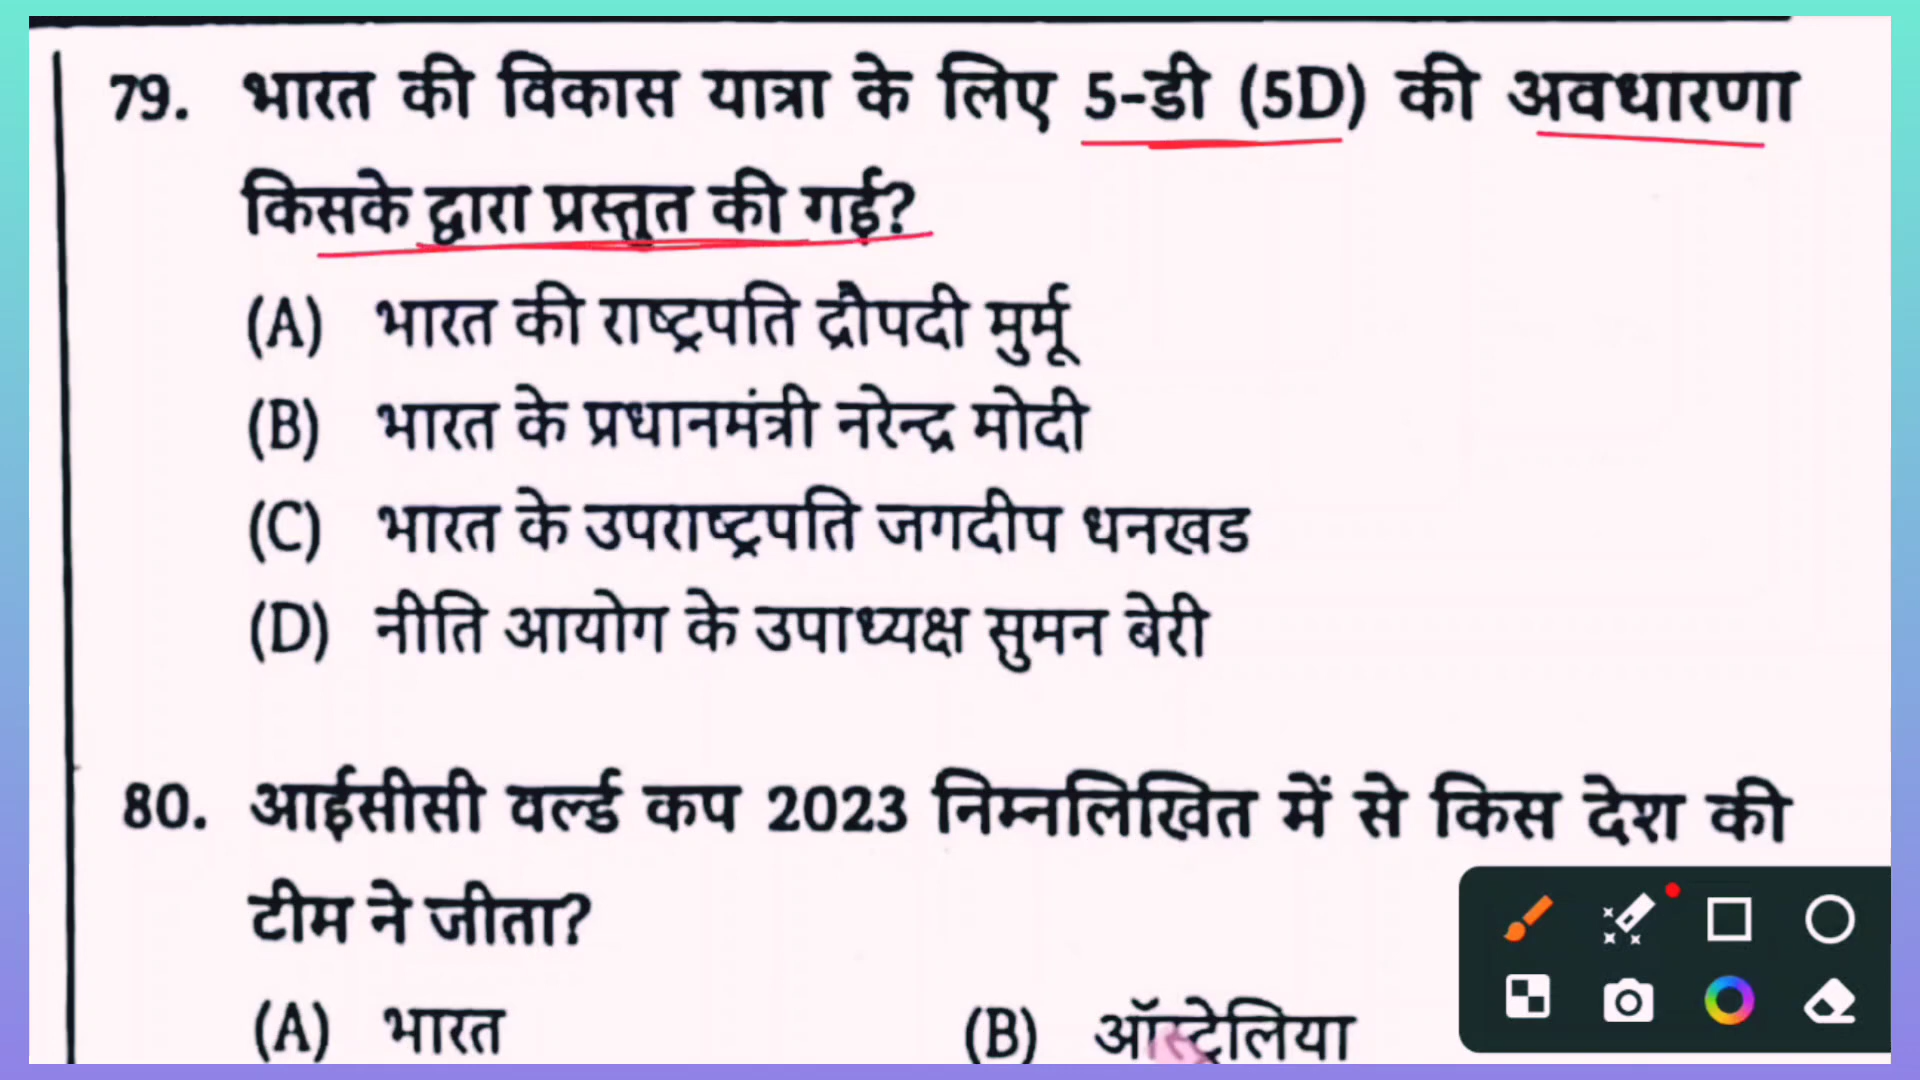 79. भारत की विकास यात्रा के लिए 5-डी (5D) की अवधारणा
किसके द्वारा प्रस्तुत की गई?
(A) भारत की राष्ट्रपति द्रौपदी मुर्मू
(B) भारत के प्रधानमंत्री नरेन्द्र मोदी
(C) भारत के उपराष्ट्रपति जगदीप धनखड
(D) नीति आयोग के उपाध्यक्ष सुमन बेरी
80. आईसीसी वर्ल्ड कप 2023 निम्नलिखित में से किस देश की
टीम ने जीता?
(A) भारत (B) ऑस्ट्रेलिया